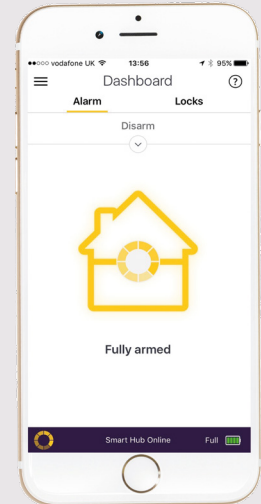 vodafone UK 13:56 95%
Dashboard ?
Alarm Locks
Disarm
Fully armed
Smart Hub Online Full